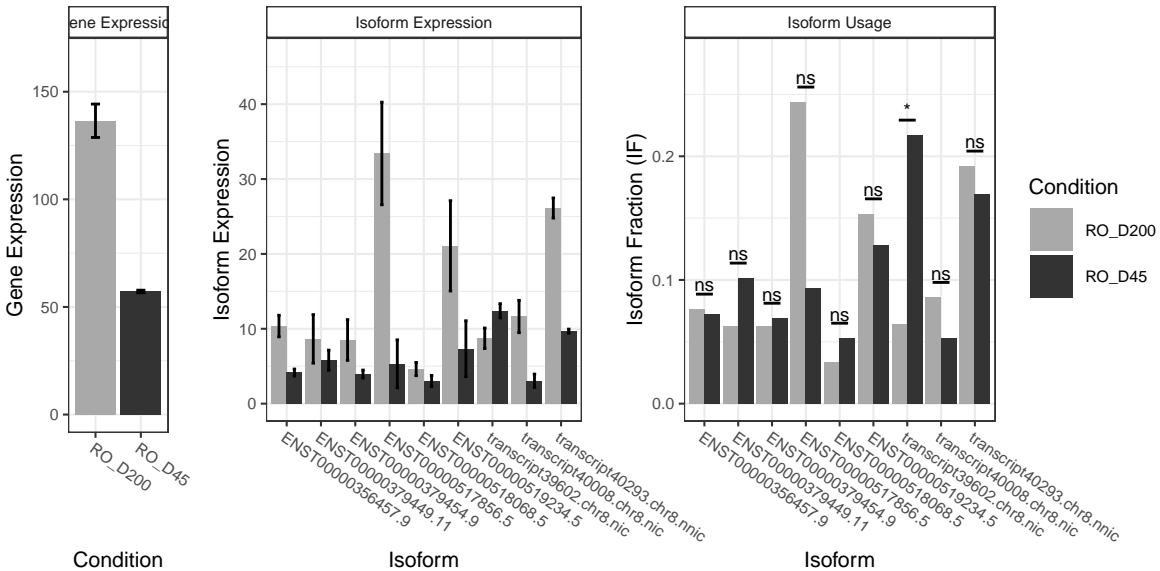 ene Expressio
Gene Expression
150
100
50
0
RO_D200
RO_D45
Condition
Isoform Expression
Isoform Expression
40
30
20
10
0
ENST00000356457.9
ENST00000379449.11
ENST00000379454.9
ENST00000517856.5
ENST00000518068.5
ENST00000519234.5
transcript39602.chr8.nic
transcript40008.chr8.nic
transcript40293.chr8.nnic
Isoform
Isoform Usage
Isoform Fraction (IF)
0.2
0.1
0.0
ns
ns
ns
ns
ns
ns
*
ns
ns
ENST00000356457.9
ENST00000379449.11
ENST00000379454.9
ENST00000517856.5
ENST00000518068.5
ENST00000519234.5
transcript39602.chr8.nic
transcript40008.chr8.nic
transcript40293.chr8.nnic
Isoform
Condition
RO_D200
RO_D45